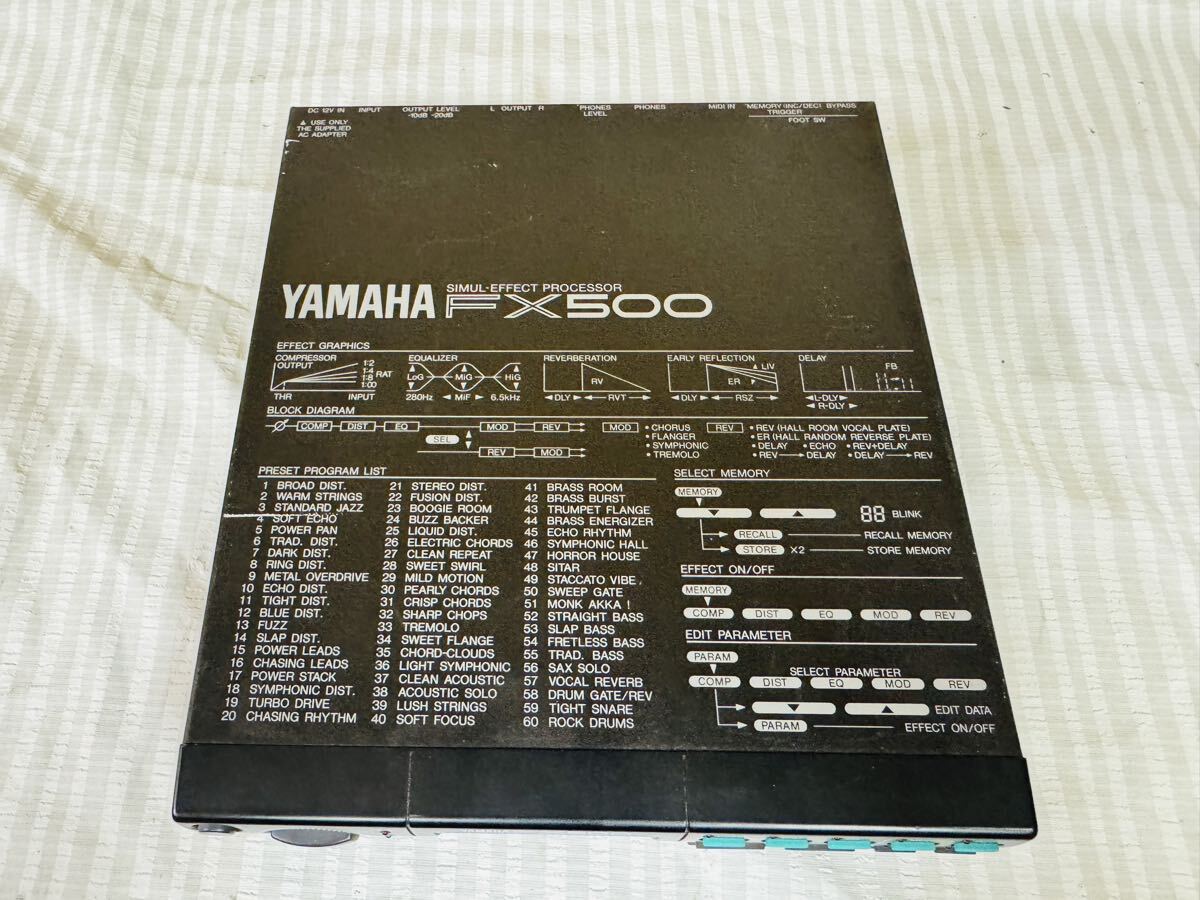 DC 12V IN INPUT OUTPUT LEVEL L OUTPUT R PHONES PHONES MIDI IN MEMORY (INC/DEC) BYPASS
-10dB -20dB LEVEL TRIGGER
FOOT SW
▲ USE ONLY
THE SUPPLIED
AC ADAPTER
SIMUL-EFFECT PROCESSOR
YAMAHA FX500
EFFECT GRAPHICS
COMPRESSOR
OUTPUT
1:2
1:4
1:8
1:∞
RAT
THR INPUT
EQUALIZER
LoG MiG HiG
280Hz ◄ MiF ► 6.5kHz
REVERBERATION
RV
◄DLY► ◄RVT►
EARLY REFLECTION
LIV
ER
◄DLY► ◄RSZ►
DELAY
FB
◄L-DLY►
◄R-DLY►
BLOCK DIAGRAM
COMP DIST EQ MOD REV
SEL
REV MOD
MOD
• CHORUS
• FLANGER
• SYMPHONIC
• TREMOLO
REV
• REV (HALL ROOM VOCAL PLATE)
• ER (HALL RANDOM REVERSE PLATE)
• DELAY • ECHO • REV+DELAY
• REV → DELAY • DELAY → REV
PRESET PROGRAM LIST
1 BROAD DIST.
2 WARM STRINGS
3 STANDARD JAZZ
4 SOFT ECHO
5 POWER PAN
6 TRAD. DIST.
7 DARK DIST.
8 RING DIST.
9 METAL OVERDRIVE
10 ECHO DIST.
11 TIGHT DIST.
12 BLUE DIST.
13 FUZZ
14 SLAP DIST.
15 POWER LEADS
16 CHASING LEADS
17 POWER STACK
18 SYMPHONIC DIST.
19 TURBO DRIVE
20 CHASING RHYTHM
21 STEREO DIST.
22 FUSION DIST.
23 BOOGIE ROOM
24 BUZZ BACKER
25 LIQUID DIST.
26 ELECTRIC CHORDS
27 CLEAN REPEAT
28 SWEET SWIRL
29 MILD MOTION
30 PEARLY CHORDS
31 CRISP CHORDS
32 SHARP CHOPS
33 TREMOLO
34 SWEET FLANGE
35 CHORD-CLOUDS
36 LIGHT SYMPHONIC
37 CLEAN ACOUSTIC
38 ACOUSTIC SOLO
39 LUSH STRINGS
40 SOFT FOCUS
41 BRASS ROOM
42 BRASS BURST
43 TRUMPET FLANGE
44 BRASS ENERGIZER
45 ECHO RHYTHM
46 SYMPHONIC HALL
47 HORROR HOUSE
48 SITAR
49 STACCATO VIBE.
50 SWEEP GATE
51 MONK AKKA !
52 STRAIGHT BASS
53 SLAP BASS
54 FRETLESS BASS
55 TRAD. BASS
56 SAX SOLO
57 VOCAL REVERB
58 DRUM GATE/REV
59 TIGHT SNARE
60 ROCK DRUMS
SELECT MEMORY
MEMORY
▼ ▲ 88 BLINK
RECALL RECALL MEMORY
STORE X2 STORE MEMORY
EFFECT ON/OFF
MEMORY
COMP DIST EQ MOD REV
EDIT PARAMETER
PARAM
SELECT PARAMETER
COMP DIST EQ MOD REV
▼ ▲ EDIT DATA
PARAM EFFECT ON/OFF